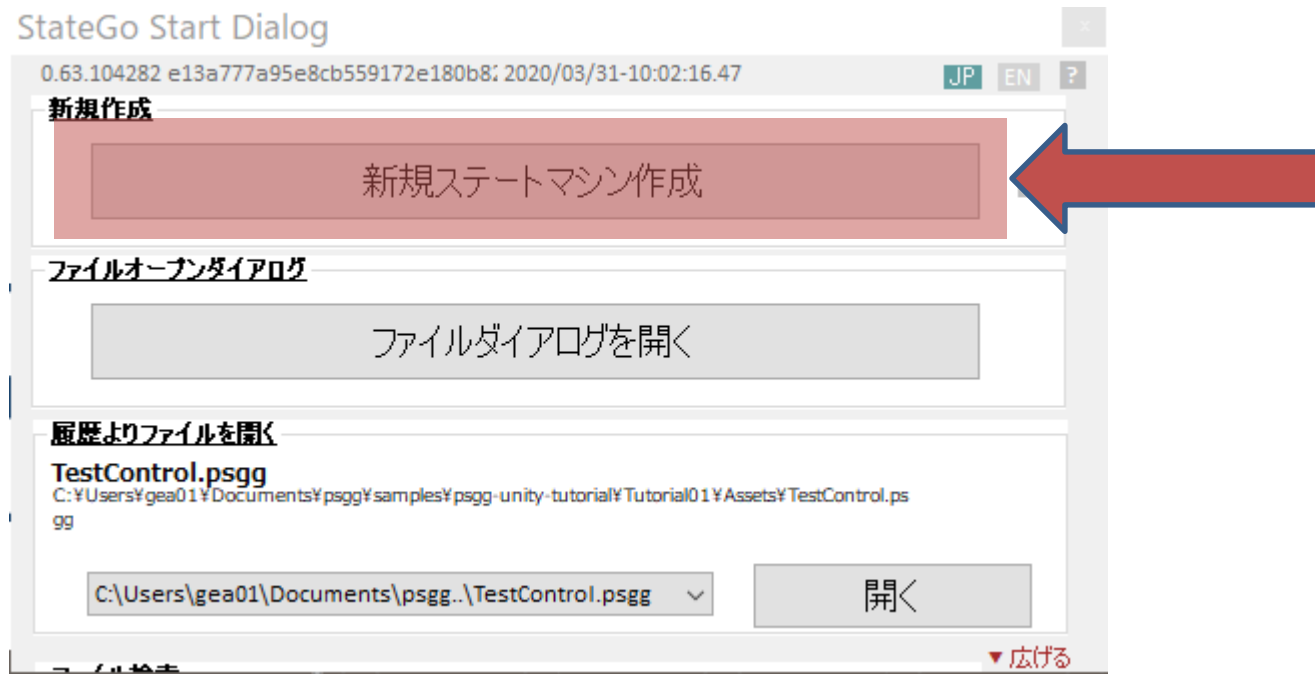 StateGo Start Dialog
x
0.63.104282 e13a777a95e8cb559172e180b8 2020/03/31-10:02:16.47
JP EN ?
新規作成
新規ステートマシン作成
ファイルオープンダイアログ
ファイルダイアログを開く
履歴よりファイルを開く
TestControl.psgg
C:¥Users¥gea01¥Documents¥psgg¥samples¥psgg-unity-tutorial¥Tutorial01¥Assets¥TestControl.ps
gg
C:\Users\gea01\Documents\psgg..\TestControl.psgg
開く
▼広げる